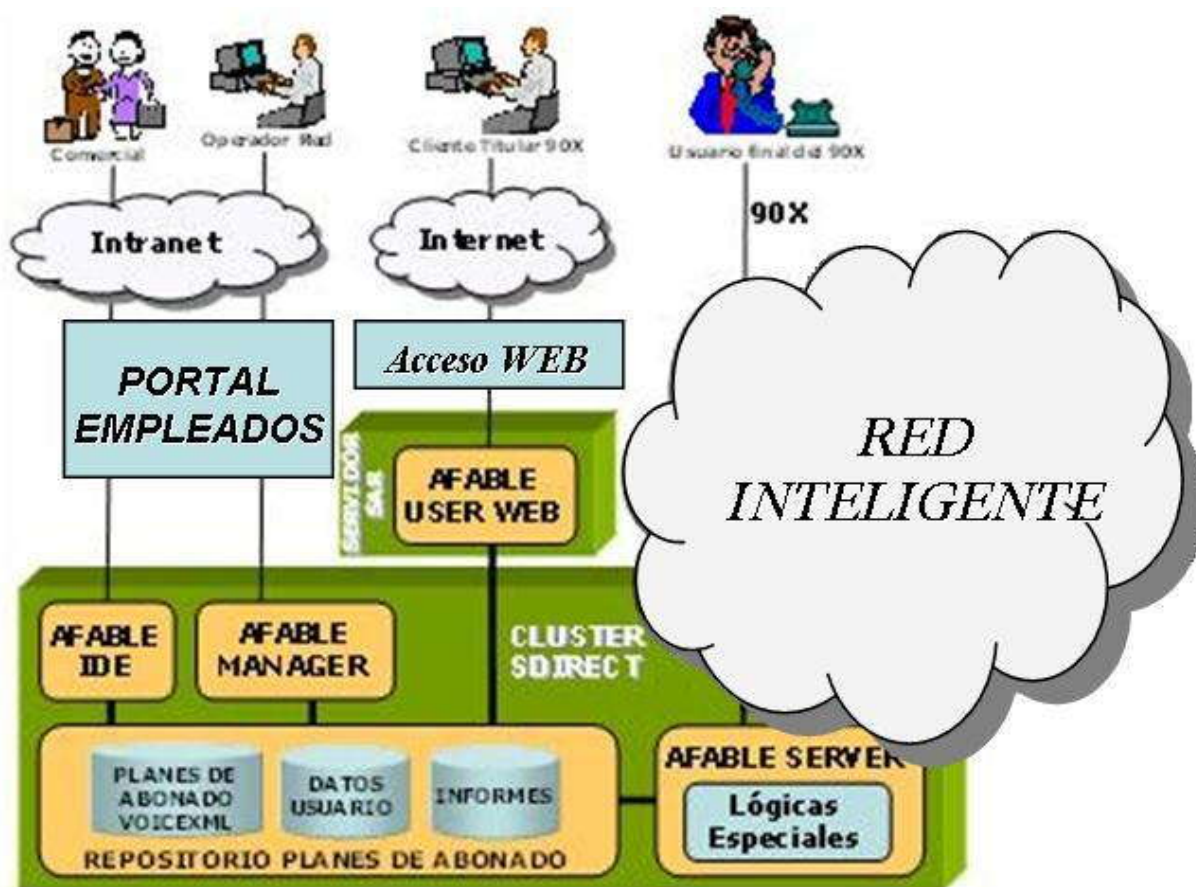 Comercial
Operador Red
Cliente Titular 90X
Usuario final del 90X
Intranet
Internet
90X
PORTAL
EMPLEADOS
Acceso WEB
RED
INTELIGENTE
SERVIDOR
SAR
AFABLE
USER WEB
AFABLE
IDE
AFABLE
MANAGER
CLUSTER
SDIRECT
PLANES DE
ABONADO
VOICEXML
DATOS
USUARIO
INFORMES
REPOSITORIO PLANES DE ABONADO
AFABLE SERVER
Lógicas
Especiales